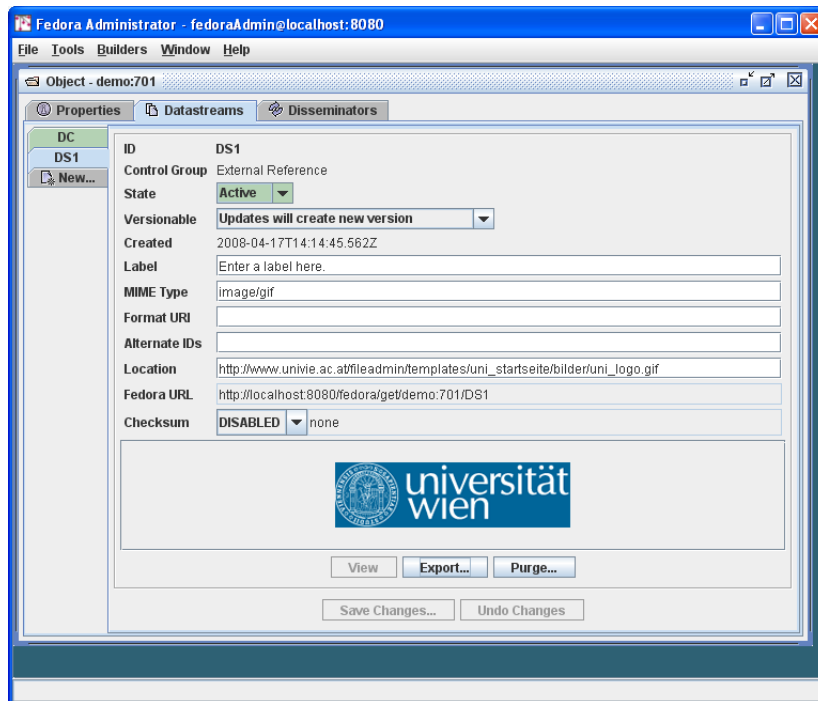 Fedora Administrator - fedoraAdmin@localhost:8080
File Tools Builders Window Help
Object - demo:701
Properties Datastreams Disseminators
DC
DS1
New...
ID DS1
Control Group External Reference
State Active
Versionable Updates will create new version
Created 2008-04-17T14:14:45.562Z
Label Enter a label here.
MIME Type image/gif
Format URI
Alternate IDs
Location http://www.univie.ac.at/fileadmin/templates/uni_startseite/bilder/uni_logo.gif
Fedora URL http://localhost:8080/fedora/get/demo:701/DS1
Checksum DISABLED none
universität
wien
View Export... Purge...
Save Changes... Undo Changes